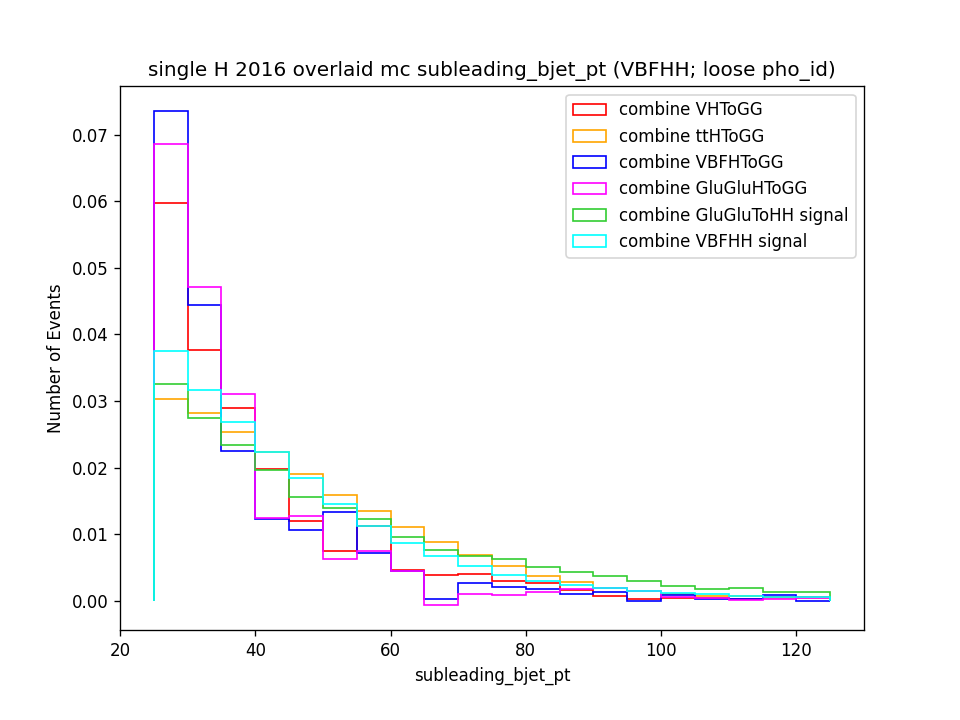 single H 2016 overlaid mc subleading_bjet_pt (VBFHH; loose pho_id)
combine VHToGG
combine ttHToGG
combine VBFHToGG
combine GluGluHToGG
combine GluGluToHH signal
combine VBFHH signal
Number of Events
0.07
0.06
0.05
0.04
0.03
0.02
0.01
0.00
20 40 60 80 100 120
subleading_bjet_pt